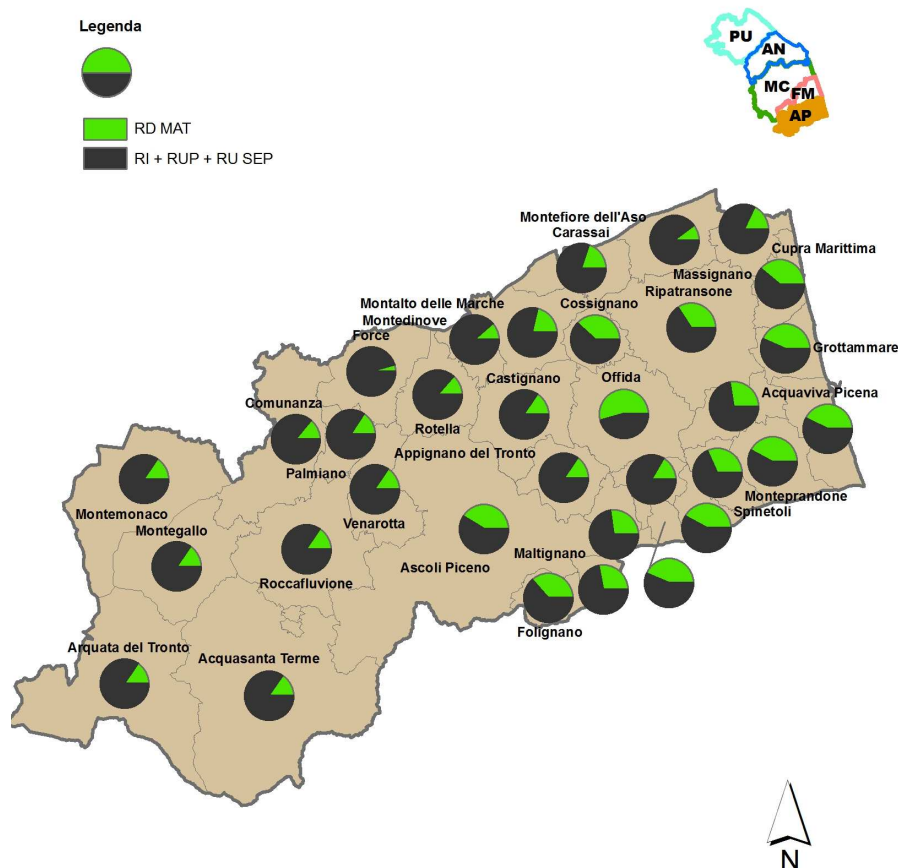 Legenda
RD MAT
RI + RUP + RU SEP
PU
AN
MC
FM
AP
Montefiore dell'Aso
Carassai
Cupra Marittima
Massignano
Ripatransone
Montalto delle Marche
Montedinove
Force
Cossignano
Grottammare
Castignano
Offida
Acquaviva Picena
Comunanza
Rotella
Palmiano
Appignano del Tronto
Monteprandone
Spinetoli
Montemonaco
Venarotta
Montegallo
Maltignano
Ascoli Piceno
Roccafluvione
Folignano
Arquata del Tronto
Acquasanta Terme
N